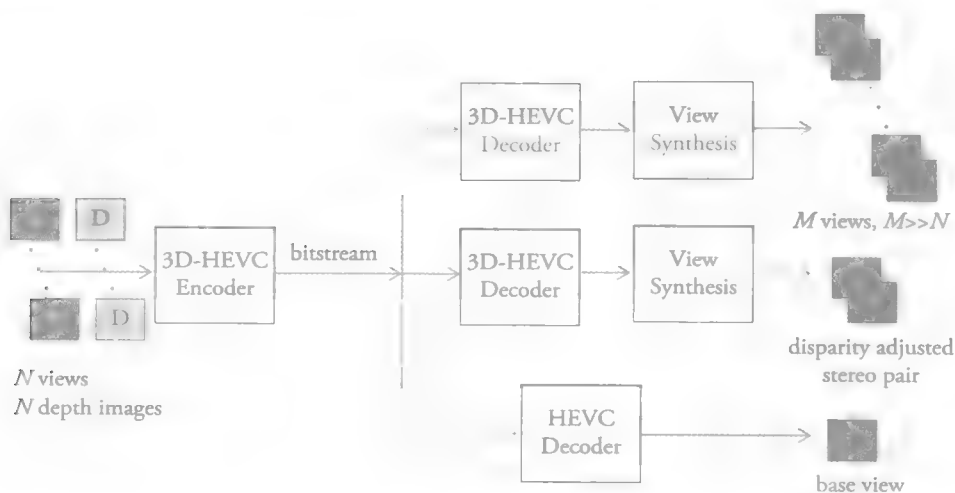 3D-HEVC
Decoder
View
Synthesis
M views, M>>N
D
3D-HEVC
Encoder
bitstream
3D-HEVC
Decoder
View
Synthesis
D
disparity adjusted
stereo pair
N views
N depth images
HEVC
Decoder
base view